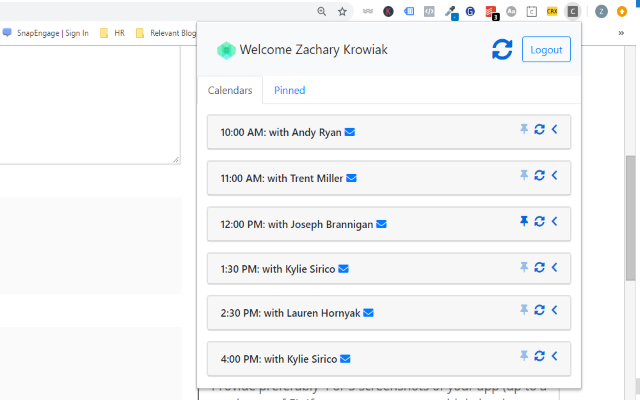 SnapEngage | Sign In
HR
Relevant Blog
»
Welcome Zachary Krowiak
Logout
Calendars
Pinned
10:00 AM: with Andy Ryan
11:00 AM: with Trent Miller
12:00 PM: with Joseph Brannigan
1:30 PM: with Kylie Sirico
2:30 PM: with Lauren Hornyak
4:00 PM: with Kylie Sirico